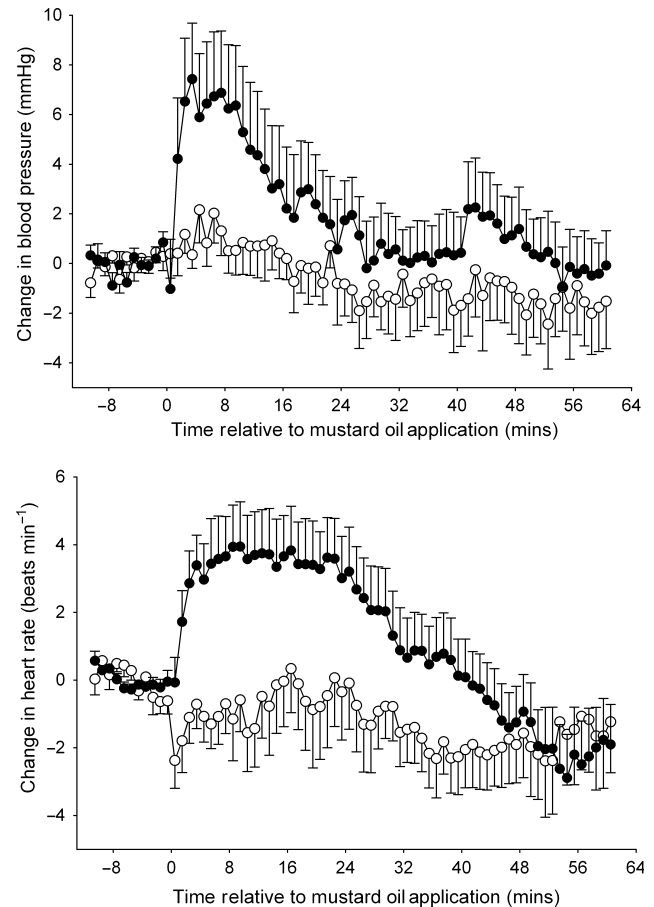 Change in blood pressure (mmHg)
10
8
6
4
2
0
−2
−4
−8 0 8 16 24 32 40 48 56 64
Time relative to mustard oil application (mins)
Change in heart rate (beats min⁻¹)
6
4
2
0
−2
−4
−8 0 8 16 24 32 40 48 56 64
Time relative to mustard oil application (mins)